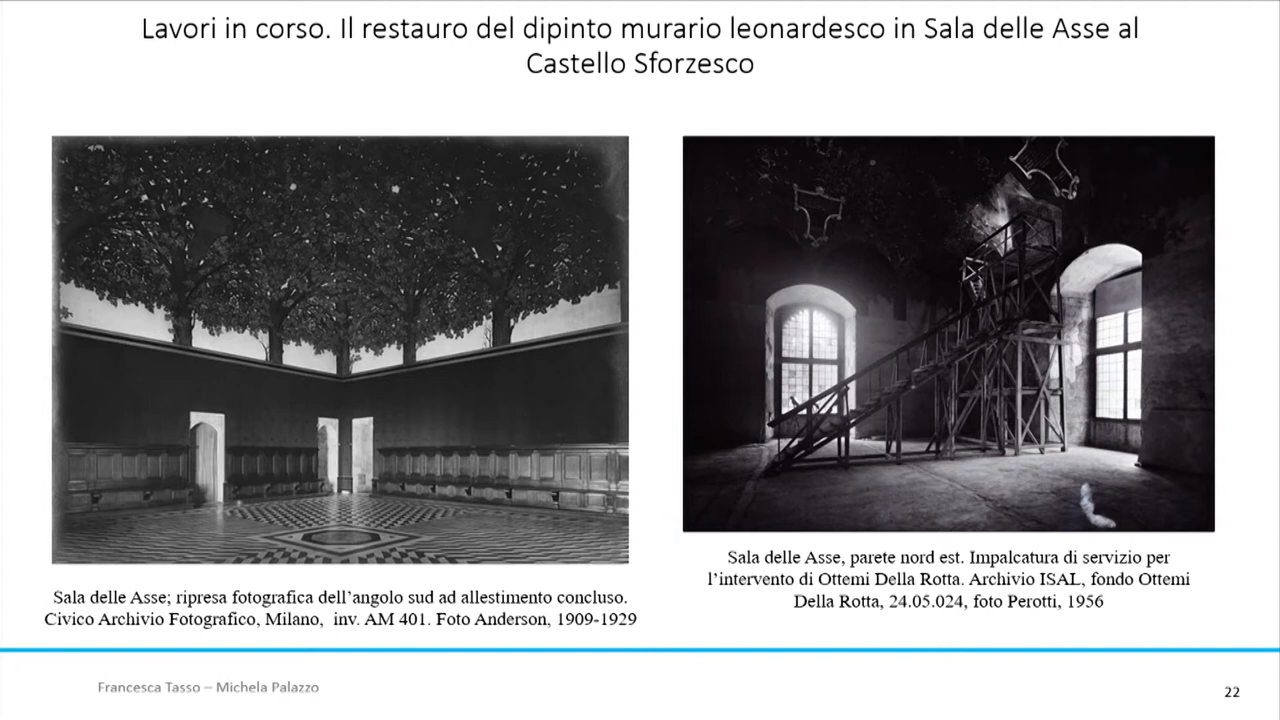 Lavori in corso. Il restauro del dipinto murario leonardesco in Sala delle Asse al
Castello Sforzesco
Sala delle Asse; ripresa fotografica dell’angolo sud ad allestimento concluso.
Civico Archivio Fotografico, Milano, inv. AM 401. Foto Anderson, 1909-1929
Sala delle Asse, parete nord est. Impalcatura di servizio per
l’intervento di Ottemi Della Rotta. Archivio ISAL, fondo Ottemi
Della Rotta, 24.05.024, foto Perotti, 1956
Francesca Tasso – Michela Palazzo
22